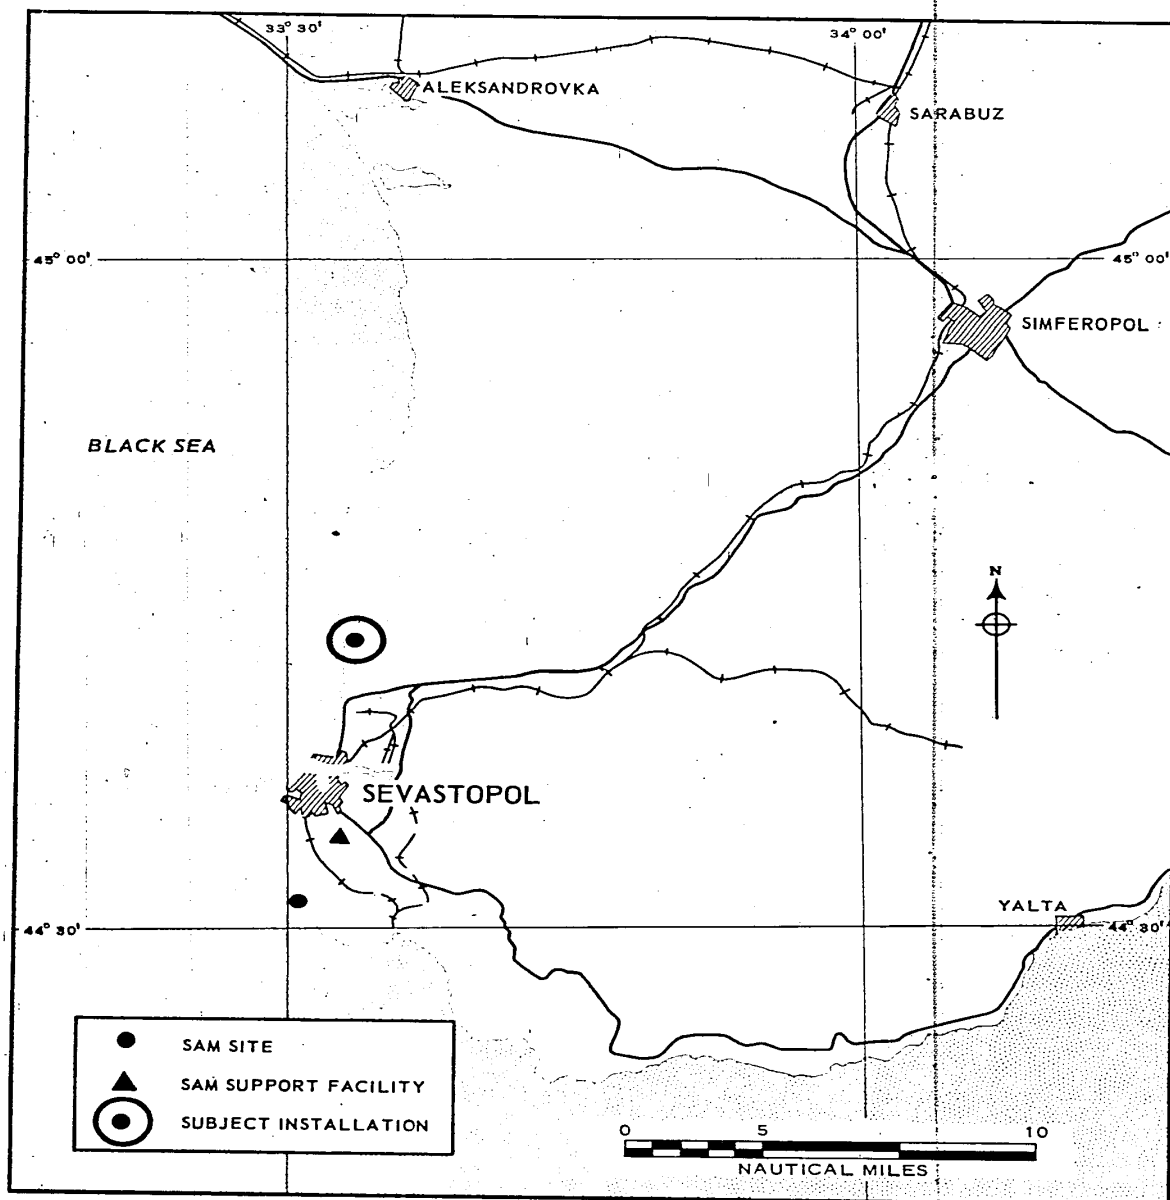 33° 30'
34° 00'
ALEKSANDROVKA
SARABUZ
45° 00'
45° 00'
SIMFEROPOL
BLACK SEA
N
SEVASTOPOL
YALTA
44° 30'
44° 30'
SAM SITE
SAM SUPPORT FACILITY
SUBJECT INSTALLATION
0 5 10
NAUTICAL MILES